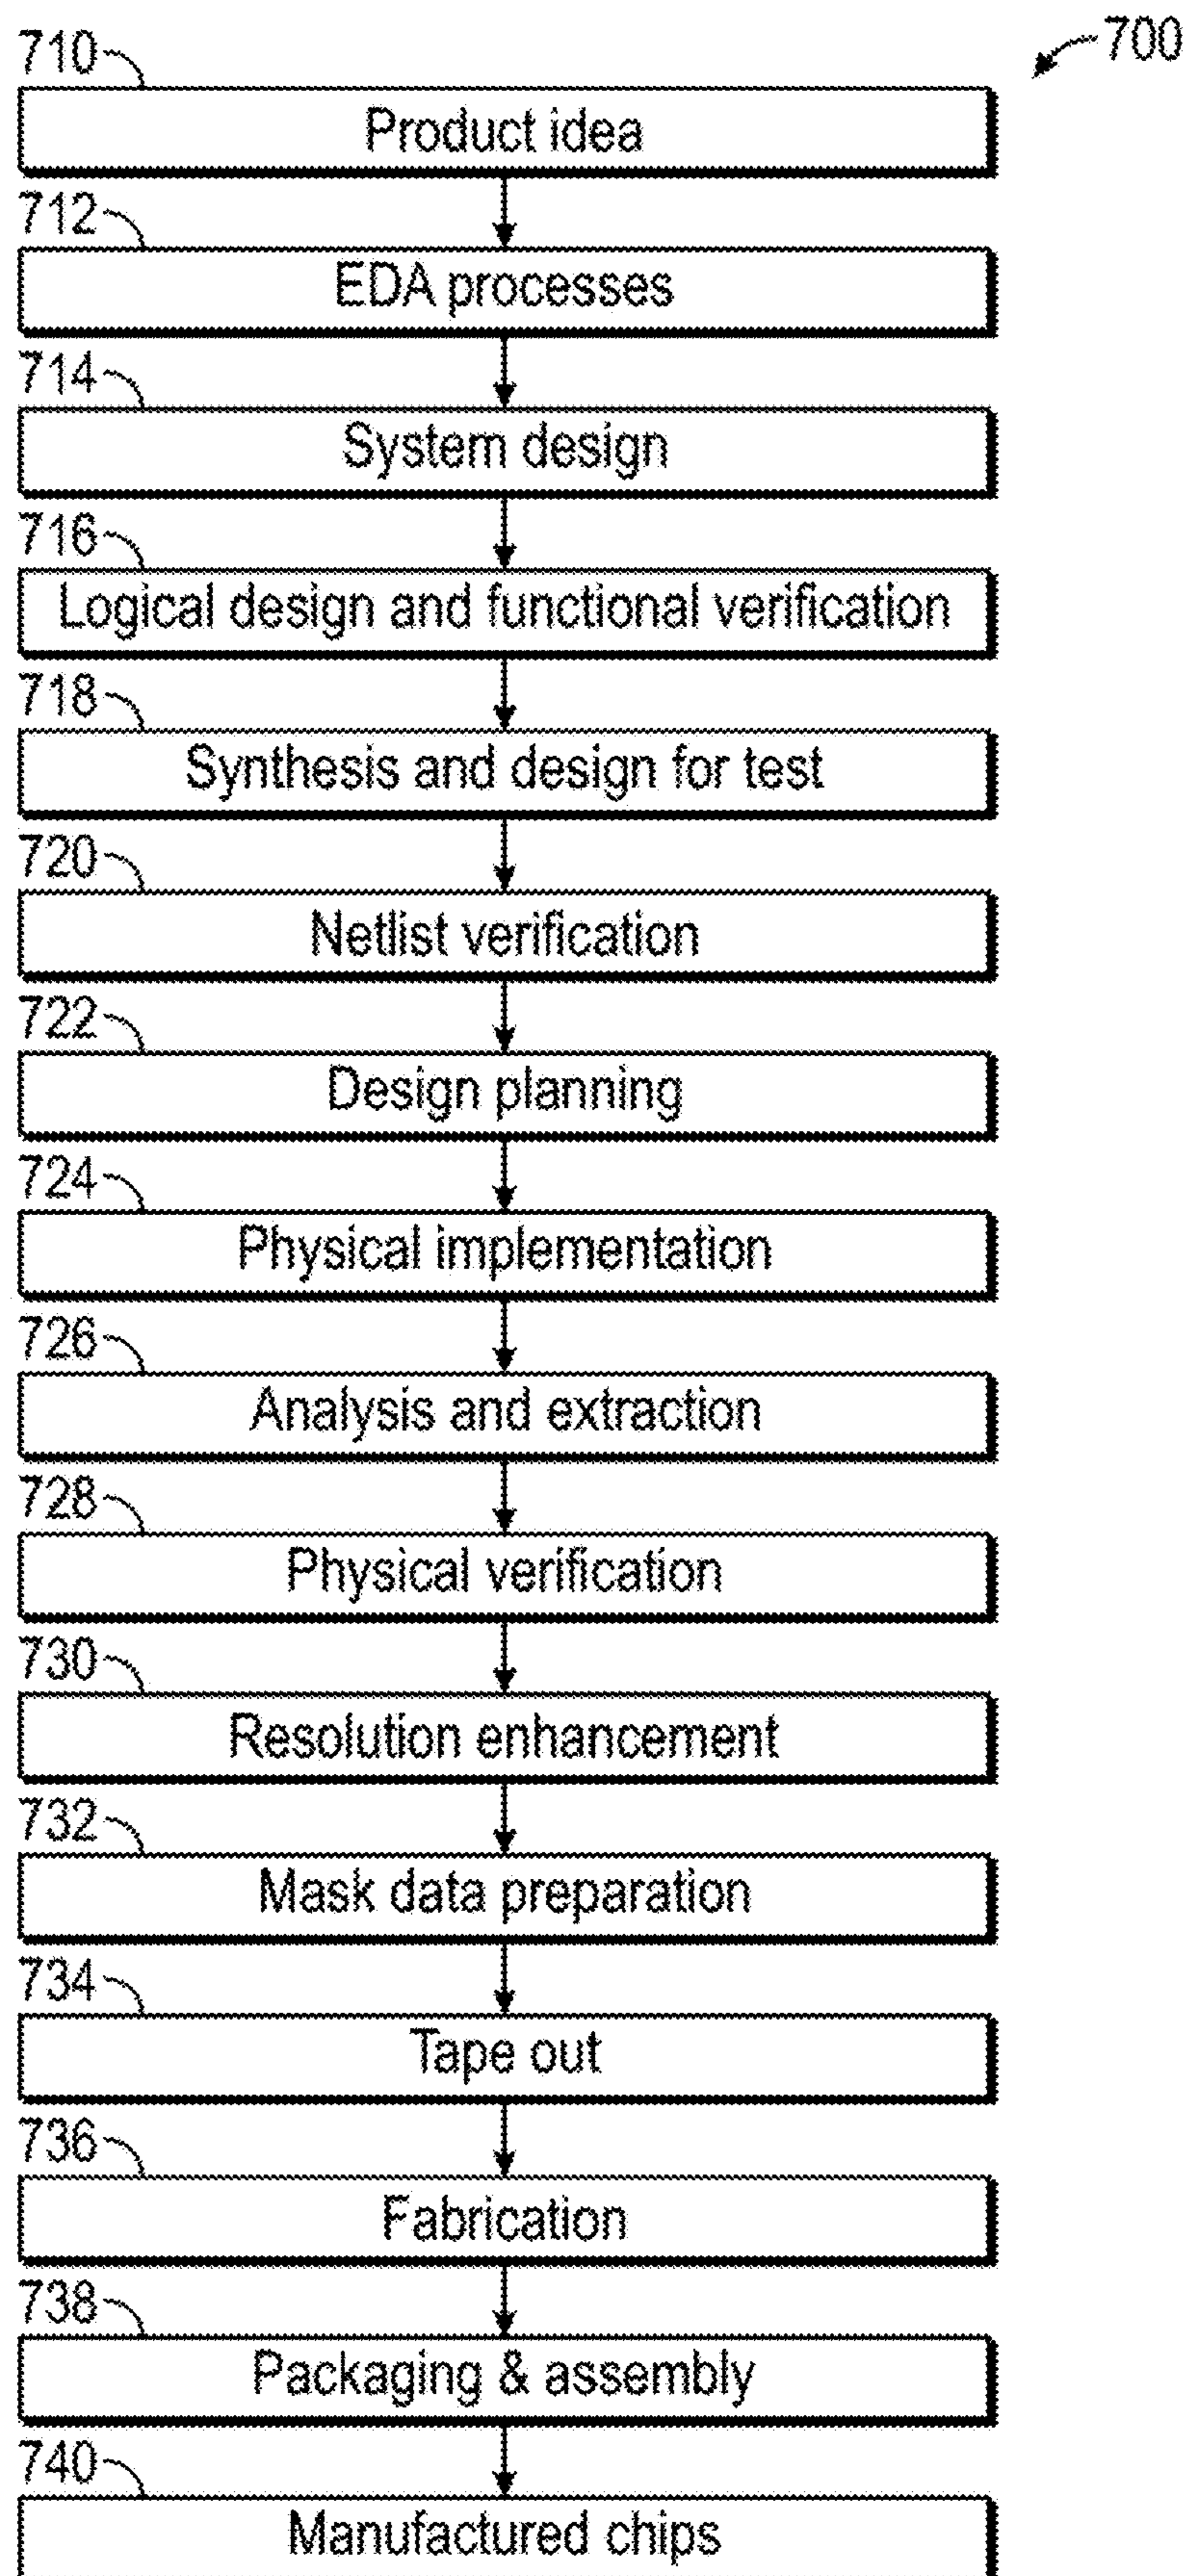 700
710
Product idea
712
EDA processes
714
System design
716
Logical design and functional verification
718
Synthesis and design for test
720
Netlist verification
722
Design planning
724
Physical implementation
726
Analysis and extraction
728
Physical verification
730
Resolution enhancement
732
Mask data preparation
734
Tape out
736
Fabrication
738
Packaging & assembly
740
Manufactured chips